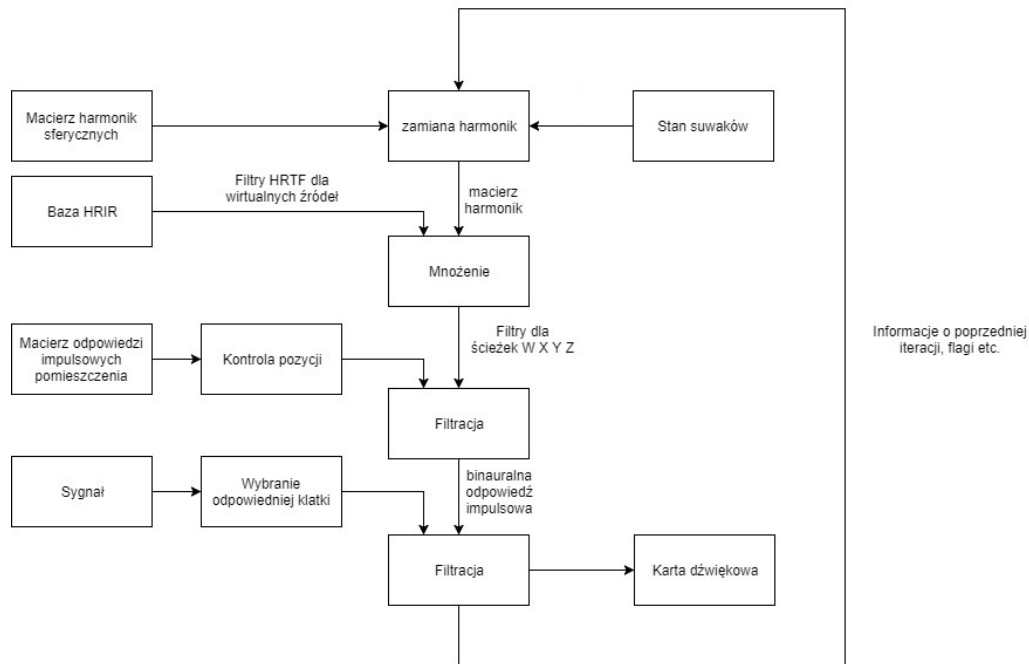 Macierz harmonik
sferycznych
zamiana harmonik
Stan suwaków
Filtry HRTF dla
wirtualnych źródeł
macierz
harmonik
Baza HRIR
Mnożenie
Macierz odpowiedzi
impulsowych
pomieszczenia
Kontrola pozycji
Filtry dla
ścieżek W X Y Z
Informacje o poprzedniej
iteracji, flagi etc.
Filtracja
Sygnał
Wybranie
odpowiedniej klatki
binauralna
odpowiedź
impulsowa
Filtracja
Karta dźwiękowa